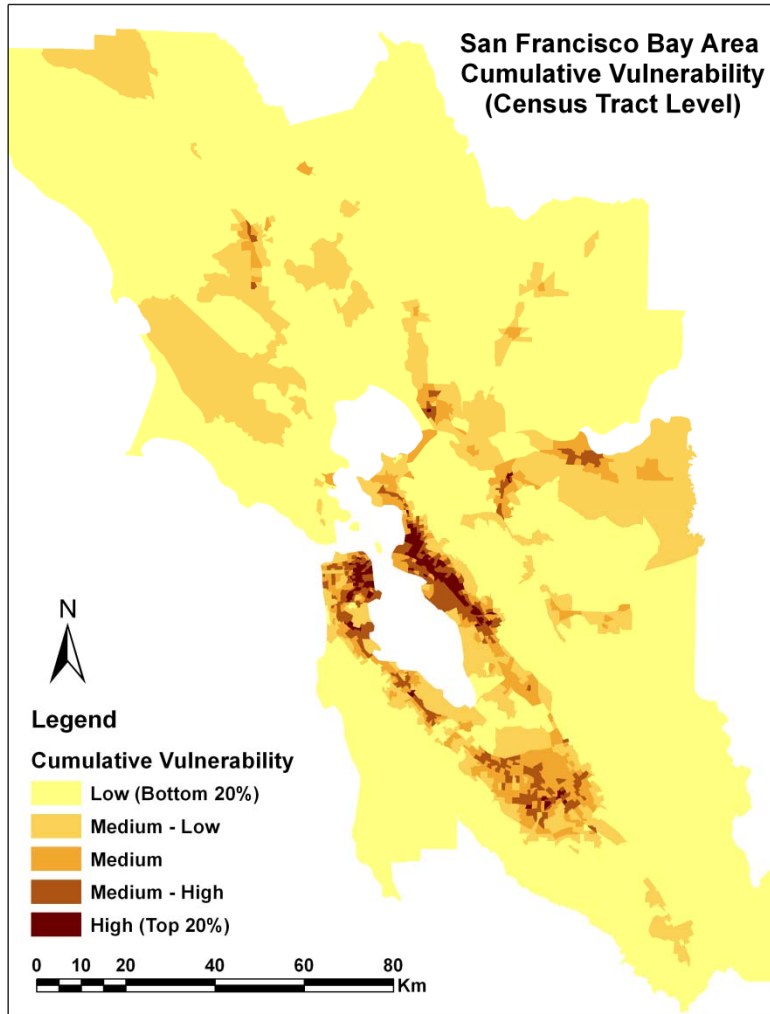 San Francisco Bay Area
Cumulative Vulnerability
(Census Tract Level)
N
Legend
Cumulative Vulnerability
Low (Bottom 20%)
Medium - Low
Medium
Medium - High
High (Top 20%)
0 10 20 40 60 80
Km